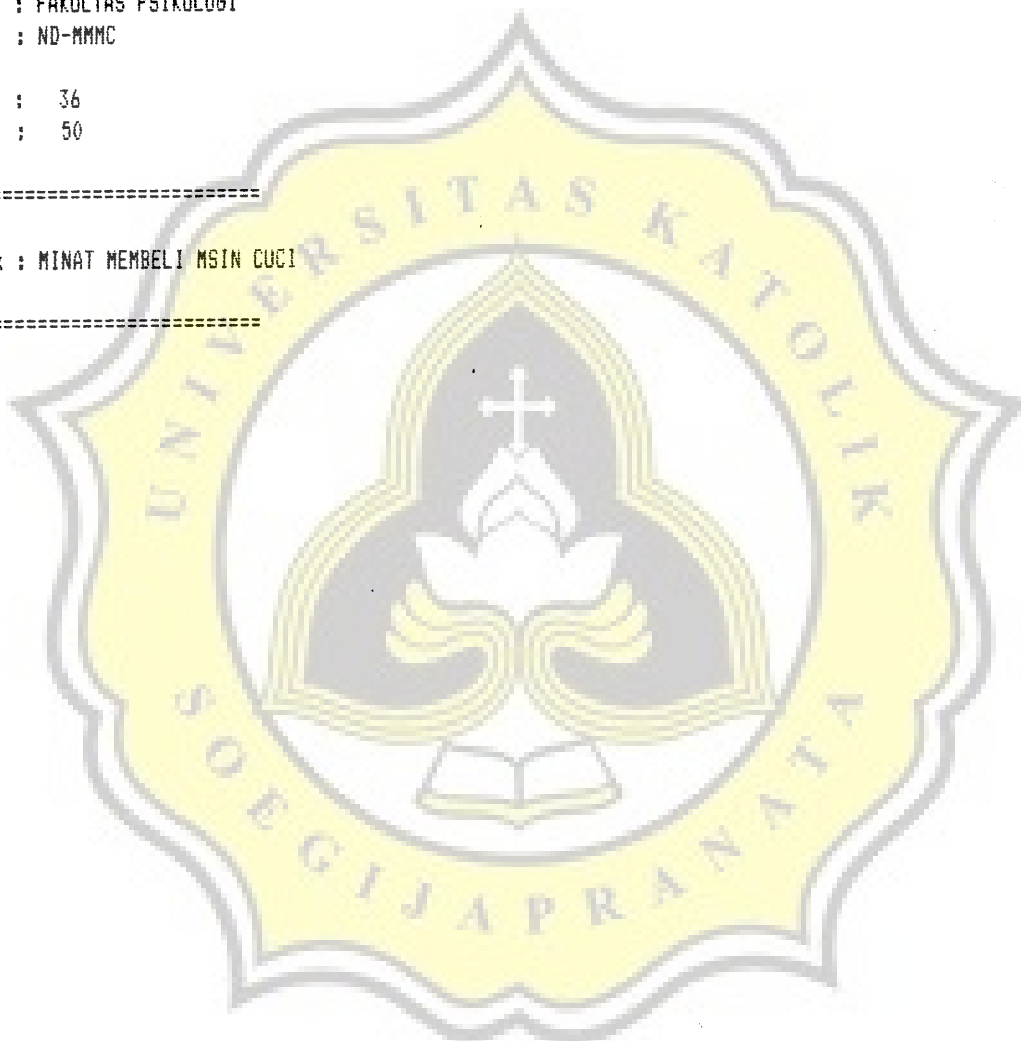 : FAKULTAS PSIKOLOGI
: ND-MMMC
: 36
: 50
==========================
: MINAT MEMBELI MSIN CUCI
==========================
UNIVERSITAS KATOLIK
SOEGIJAPRANATA